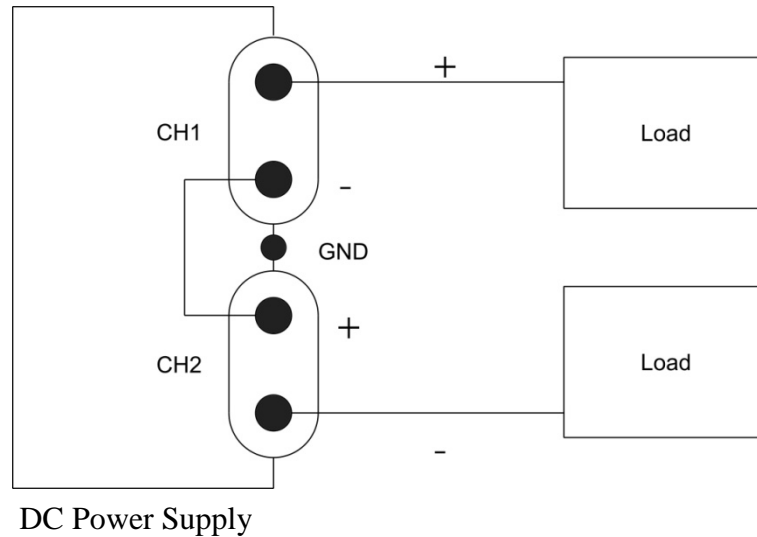 +
CH1
Load
-
GND
+
CH2
Load
-
DC Power Supply